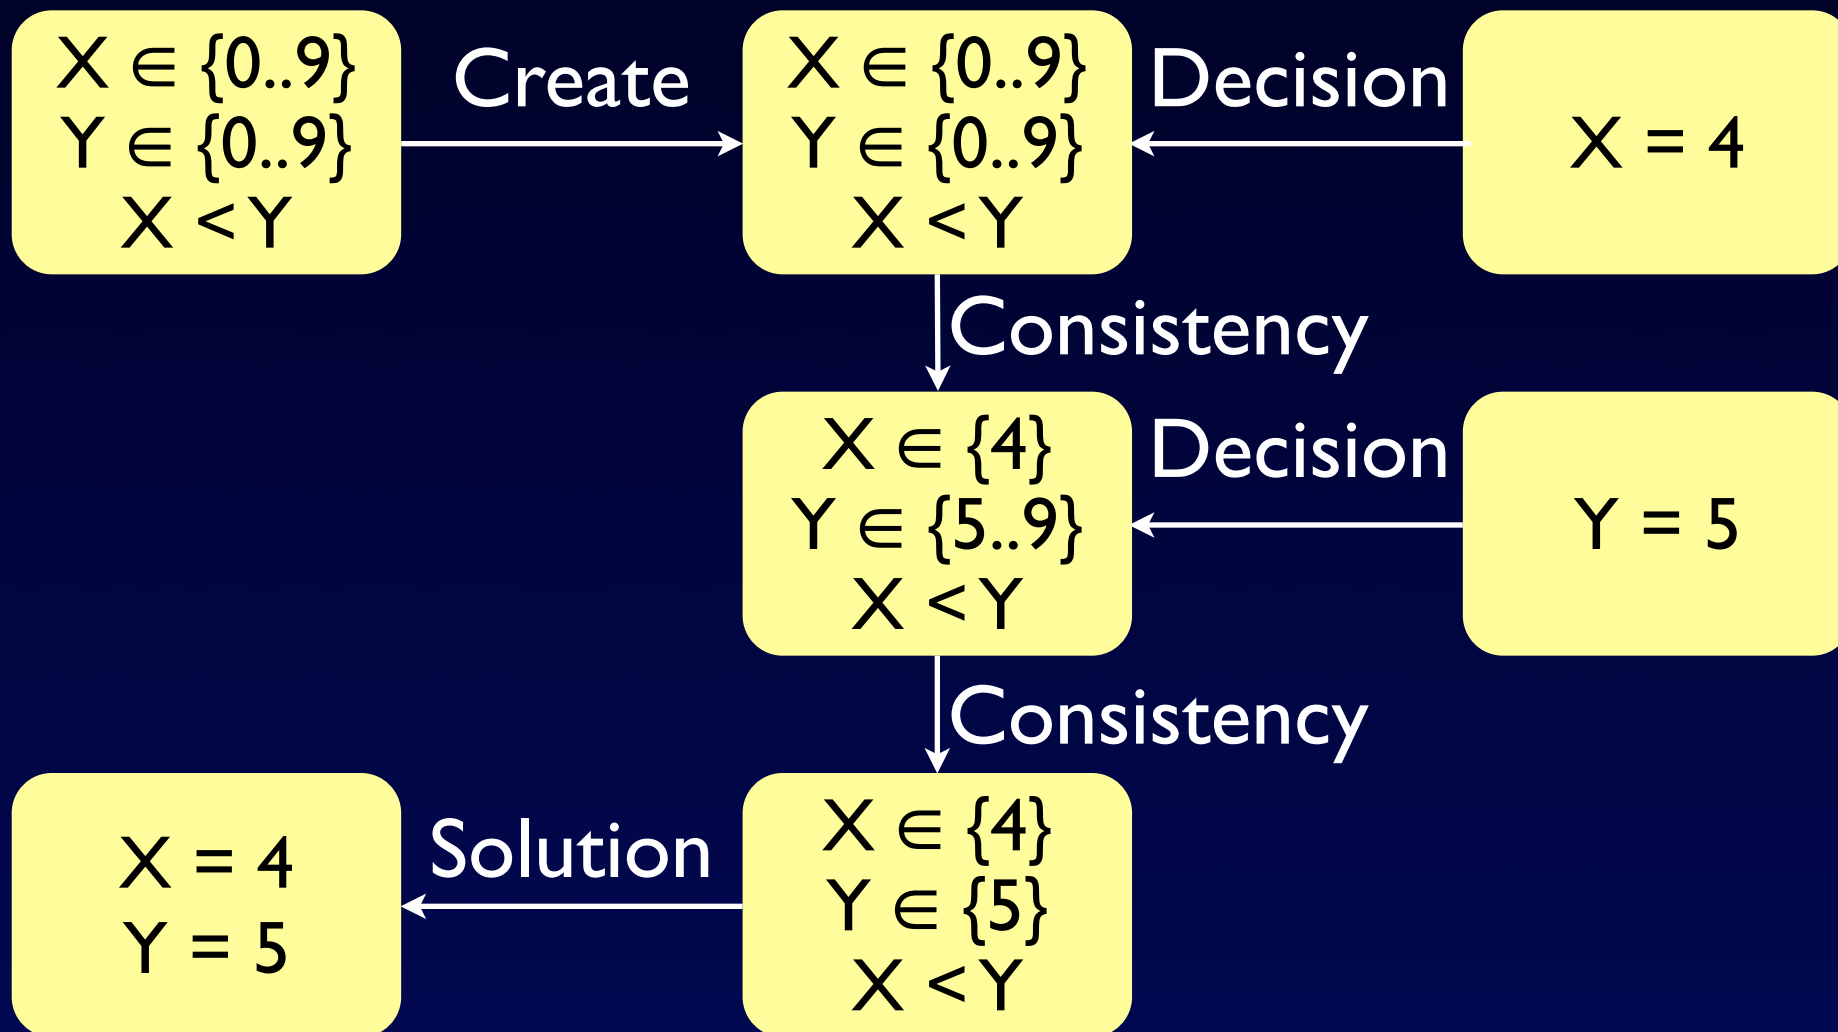 X ∈ {0..9}
Y ∈ {0..9}
X < Y
Create
X ∈ {0..9}
Y ∈ {0..9}
X < Y
Decision
X = 4
Consistency
X ∈ {4}
Y ∈ {5..9}
X < Y
Decision
Y = 5
Consistency
X ∈ {4}
Y ∈ {5}
X < Y
Solution
X = 4
Y = 5